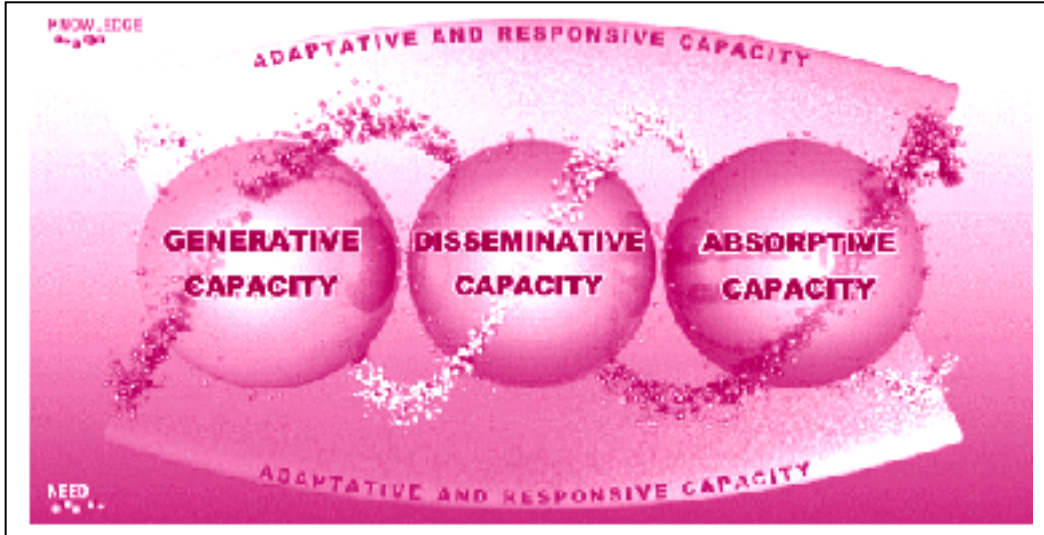 KNOWLEDGE
ADAPTATIVE AND RESPONSIVE CAPACITY
GENERATIVE
CAPACITY
DISSEMINATIVE
CAPACITY
ABSORPTIVE
CAPACITY
ADAPTATIVE AND RESPONSIVE CAPACITY
NEED